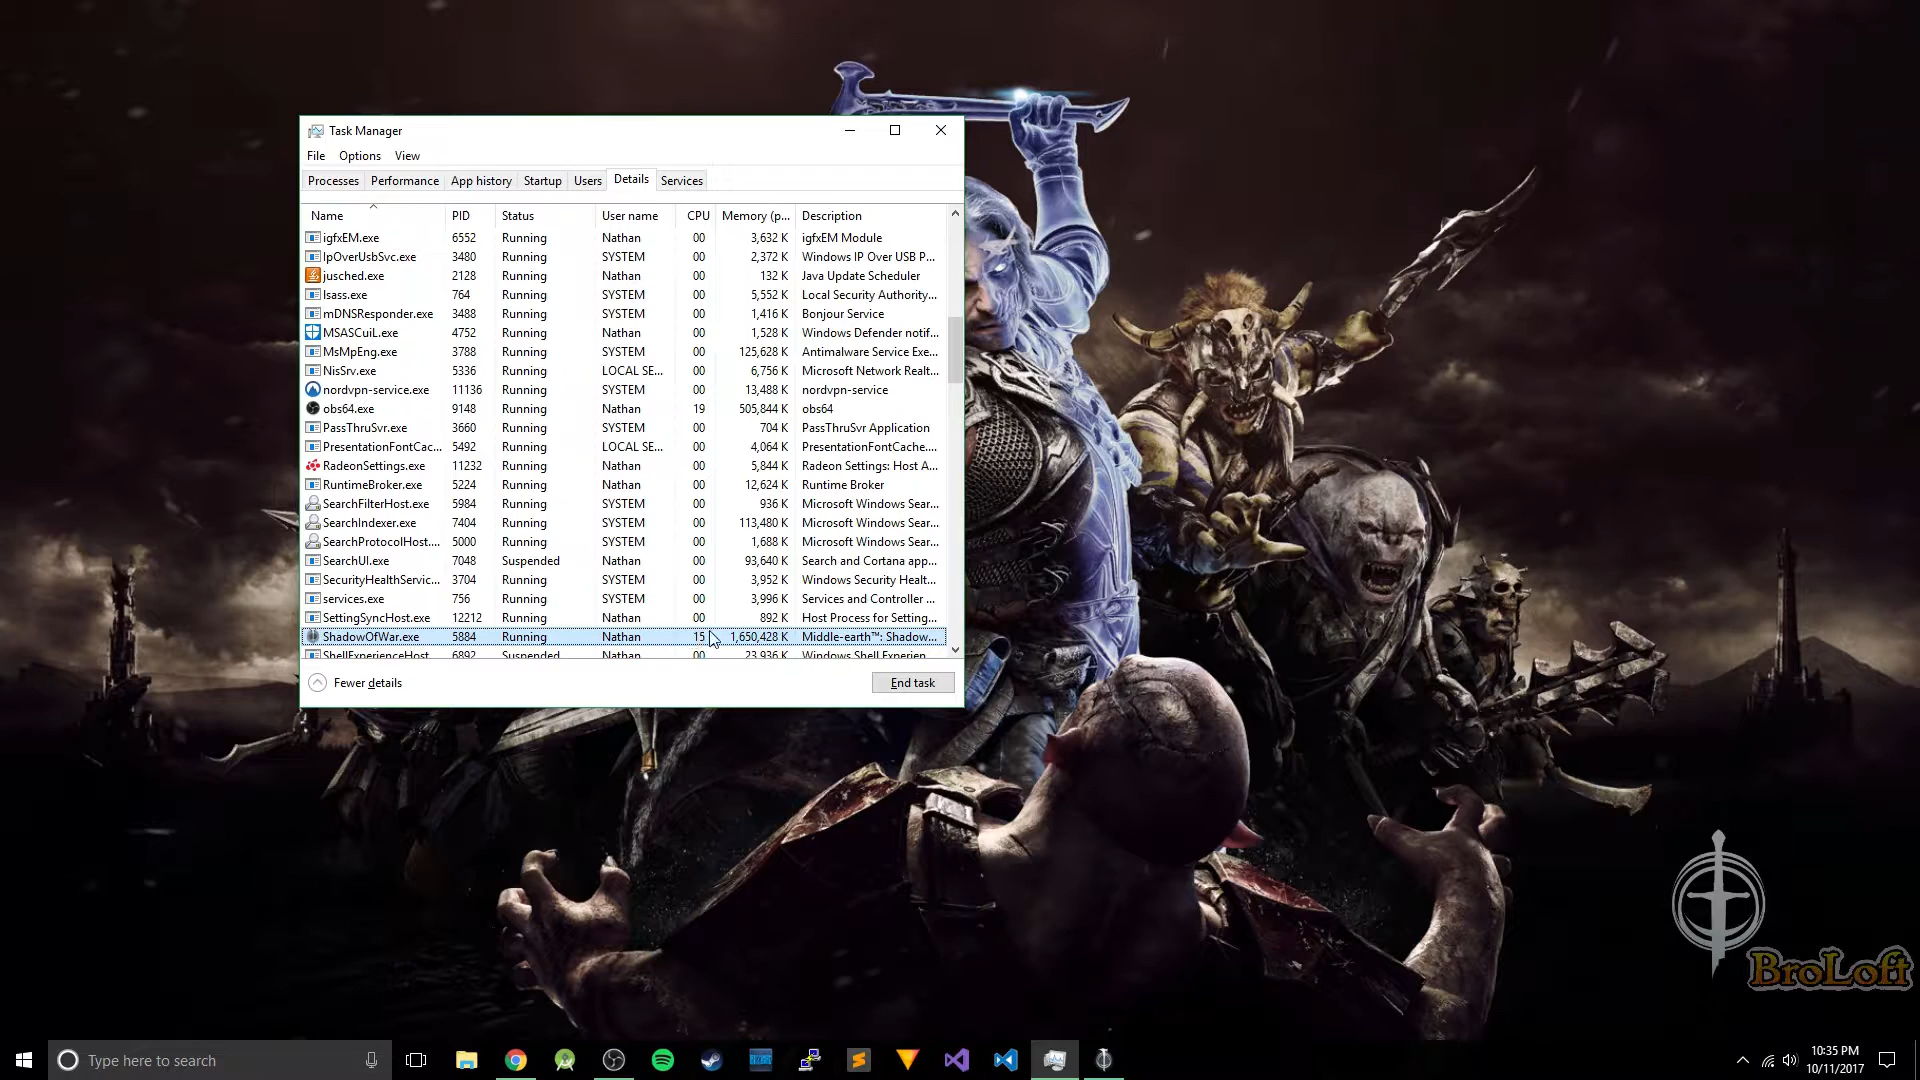 Task Manager
File Options View
Processes Performance App history Startup Users Details Services
Name PID Status User name CPU Memory (p... Description
igfxEM.exe 6552 Running Nathan 00 3,632 K igfxEM Module
IpOverUsbSvc.exe 3480 Running SYSTEM 00 2,372 K Windows IP Over USB P...
jusched.exe 2128 Running Nathan 00 132 K Java Update Scheduler
lsass.exe 764 Running SYSTEM 00 5,552 K Local Security Authority...
mDNSResponder.exe 3488 Running SYSTEM 00 1,416 K Bonjour Service
MSASCuiL.exe 4752 Running Nathan 00 1,528 K Windows Defender notif...
MsMpEng.exe 3788 Running SYSTEM 00 125,628 K Antimalware Service Exe...
NisSrv.exe 5336 Running LOCAL SE... 00 6,756 K Microsoft Network Realt...
nordvpn-service.exe 11136 Running SYSTEM 00 13,488 K nordvpn-service
obs64.exe 9148 Running Nathan 19 505,844 K obs64
PassThruSvr.exe 3660 Running SYSTEM 00 704 K PassThruSvr Application
PresentationFontCac... 5492 Running LOCAL SE... 00 4,064 K PresentationFontCache....
RadeonSettings.exe 11232 Running Nathan 00 5,844 K Radeon Settings: Host A...
RuntimeBroker.exe 5224 Running Nathan 00 12,624 K Runtime Broker
SearchFilterHost.exe 5984 Running SYSTEM 00 936 K Microsoft Windows Sear...
SearchIndexer.exe 7404 Running SYSTEM 00 113,480 K Microsoft Windows Sear...
SearchProtocolHost.... 5000 Running SYSTEM 00 1,688 K Microsoft Windows Sear...
SearchUI.exe 7048 Suspended Nathan 00 93,640 K Search and Cortana app...
SecurityHealthServic... 3704 Running SYSTEM 00 3,952 K Windows Security Healt...
services.exe 756 Running SYSTEM 00 3,996 K Services and Controller ...
SettingSyncHost.exe 12212 Running Nathan 00 892 K Host Process for Setting...
ShadowOfWar.exe 5884 Running Nathan 15 1,650,428 K Middle-earth™: Shadow...
ShellExperienceHost 6892 Suspended Nathan 00 23,936 K Windows Shell Experien
Fewer details End task
BroLoft
Type here to search
10:35 PM
10/11/2017